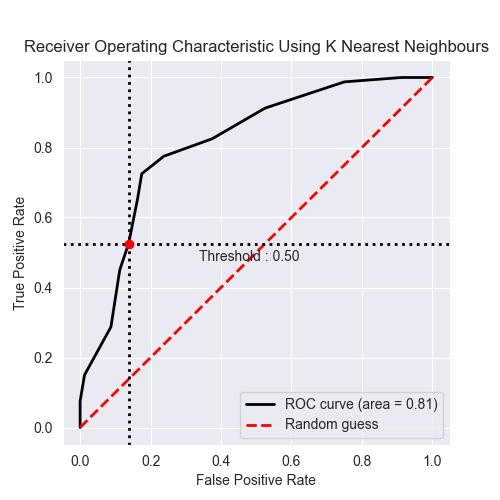 Receiver Operating Characteristic Using K Nearest Neighbours
1.0
0.8
0.6
0.4
0.2
0.0
True Positive Rate
Threshold : 0.50
ROC curve (area = 0.81)
Random guess
0.0 0.2 0.4 0.6 0.8 1.0
False Positive Rate